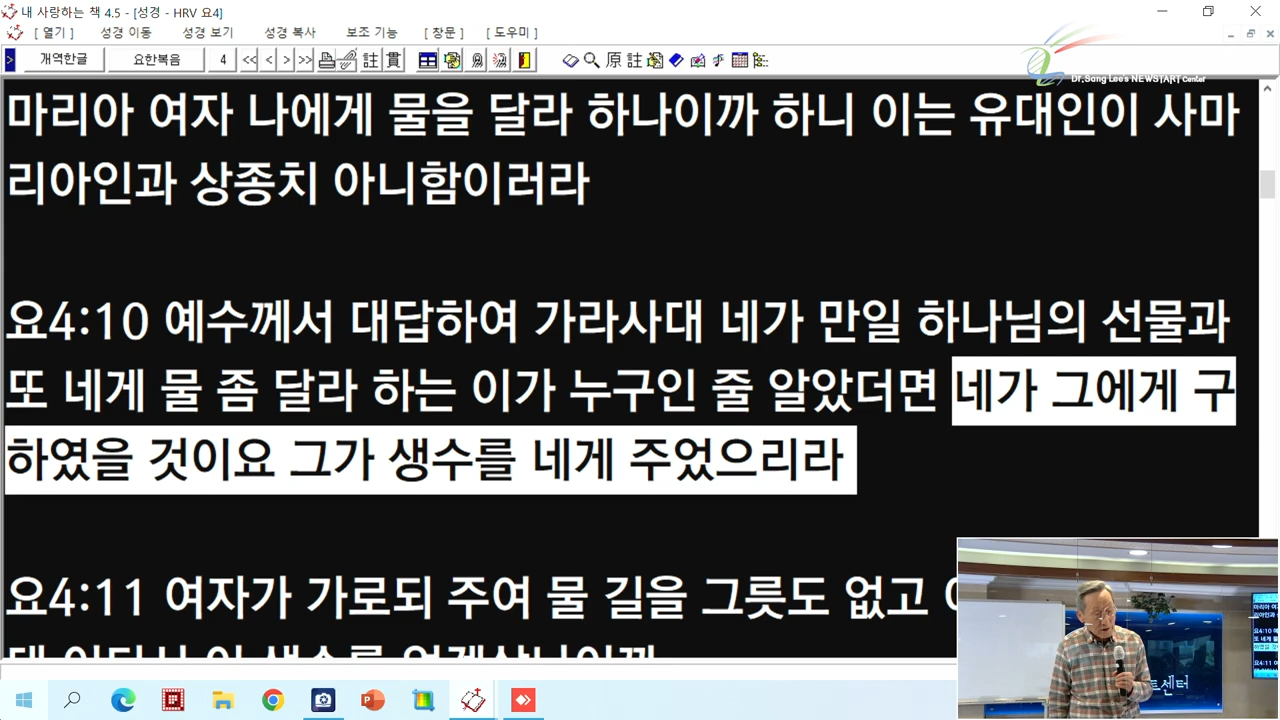 내 사랑하는 책 4.5 - [성경 - HRV 요4]
[ 열기 ] 성경 이동 성경 보기 성경 복사 보조 기능 [ 창문 ] [ 도우미 ]
개역한글 요한복음 4 << < > >> 註 貫 原 註
Dr.Sang Lee's NEWSTART Center
마리아 여자 나에게 물을 달라 하나이까 하니 이는 유대인이 사마
리아인과 상종치 아니함이러라
요4:10 예수께서 대답하여 가라사대 네가 만일 하나님의 선물과
또 네게 물 좀 달라 하는 이가 누구인 줄 알았더면 네가 그에게 구
하였을 것이요 그가 생수를 네게 주었으리라
요4:11 여자가 가로되 주여 물 길을 그릇도 없고
트센터